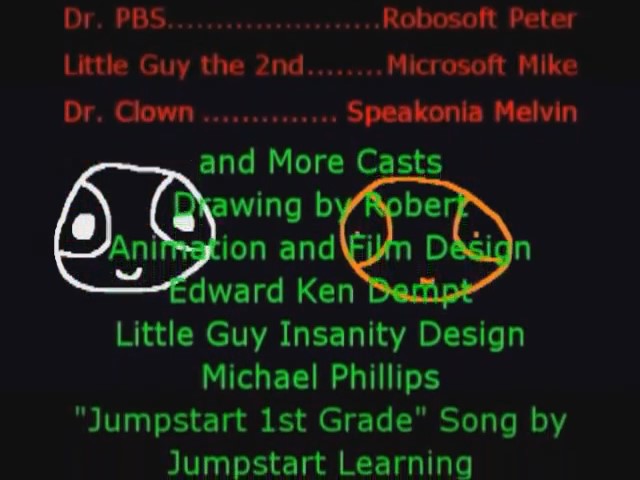 Dr. PBS......................Robosoft Peter
Little Guy the 2nd........Microsoft Mike
Dr. Clown .............. Speakonia Melvin
and More Casts
Drawing by Robert
Animation and Film Design
Edward Ken Dempt
Little Guy Insanity Design
Michael Phillips
"Jumpstart 1st Grade" Song by
Jumpstart Learning